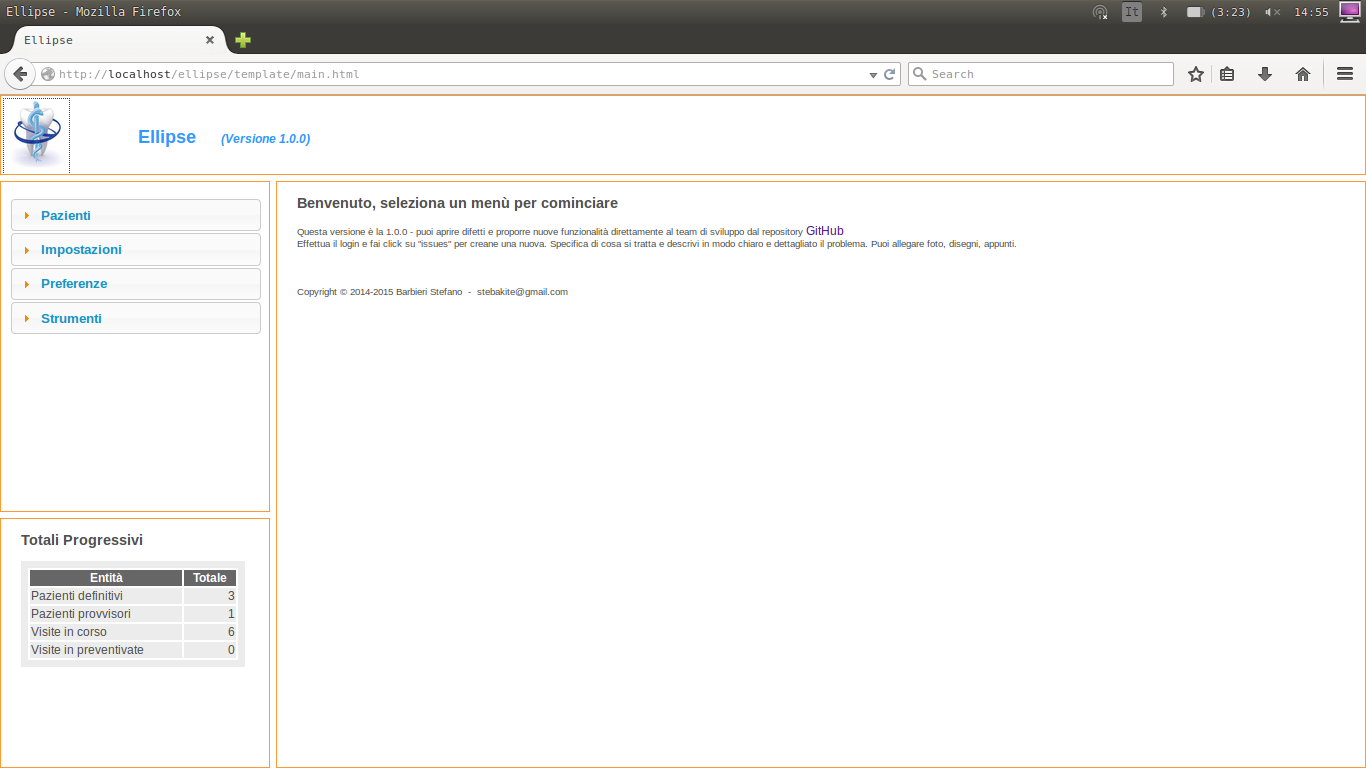 Ellipse - Mozilla Firefox
It
(3:23)
14:55
Ellipse
http://localhost/ellipse/template/main.html
Search
Ellipse (Versione 1.0.0)
Pazienti
Impostazioni
Preferenze
Strumenti
Benvenuto, seleziona un menù per cominciare
Questa versione è la 1.0.0 - puoi aprire difetti e proporre nuove funzionalità direttamente al team di sviluppo dal repository GitHub
Effettua il login e fai click su "issues" per crearne una nuova. Specifica di cosa si tratta e descrivi in modo chiaro e dettagliato il problema. Puoi allegare foto, disegni, appunti.
Copyright © 2014-2015 Barbieri Stefano - stebakite@gmail.com
Totali Progressivi
Entità Totale
Pazienti definitivi 3
Pazienti provvisori 1
Visite in corso 6
Visite in preventivate 0